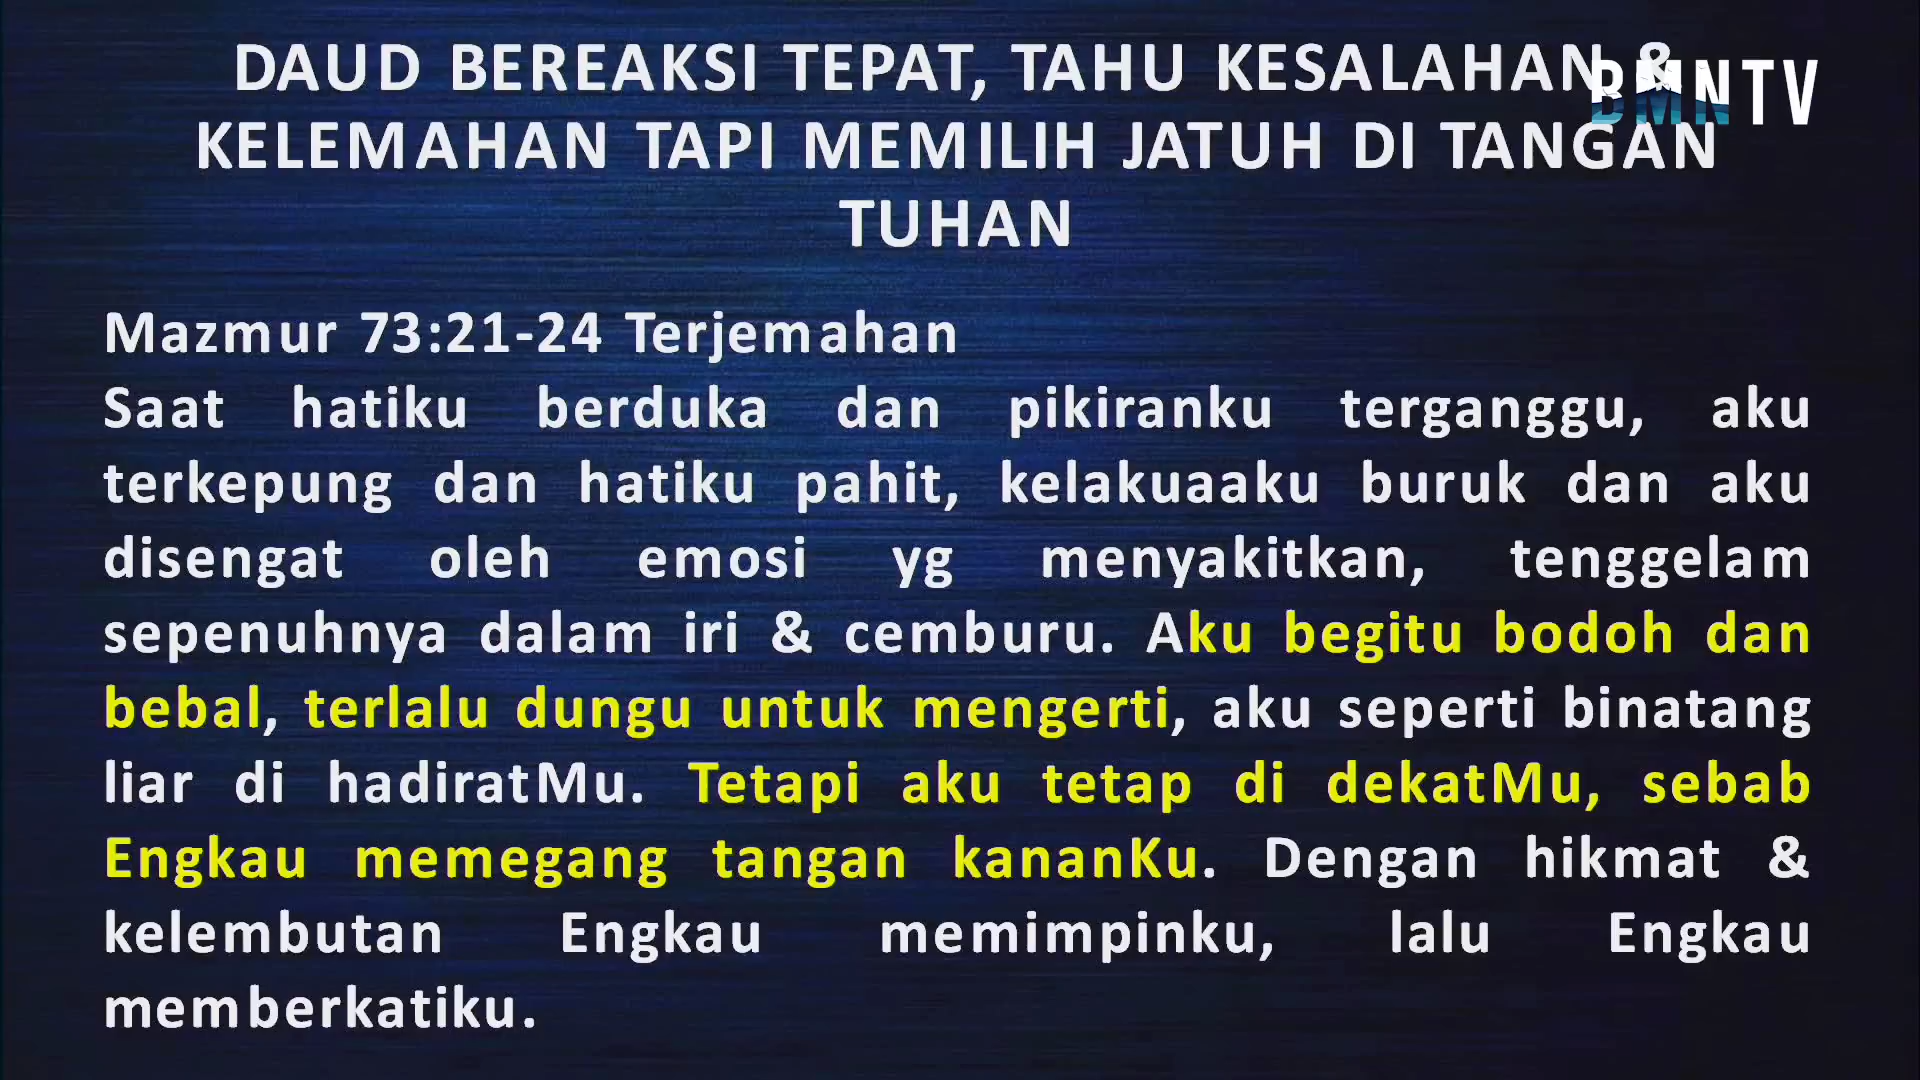 DAUD BEREAKSI TEPAT, TAHU KESALAHAN &
KELEMAHAN TAPI MEMILIH JATUH DI TANGAN
TUHAN
BMNTV
Mazmur 73:21-24 Terjemahan
Saat hatiku berduka dan pikiranku terganggu, aku
terkepung dan hatiku pahit, kelakuaaku buruk dan aku
disengat oleh emosi yg menyakitkan, tenggelam
sepenuhnya dalam iri & cemburu. Aku begitu bodoh dan
bebal, terlalu dungu untuk mengerti, aku seperti binatang
liar di hadiratMu. Tetapi aku tetap di dekatMu, sebab
Engkau memegang tangan kananKu. Dengan hikmat &
kelembutan Engkau memimpinku, lalu Engkau
memberkatiku.